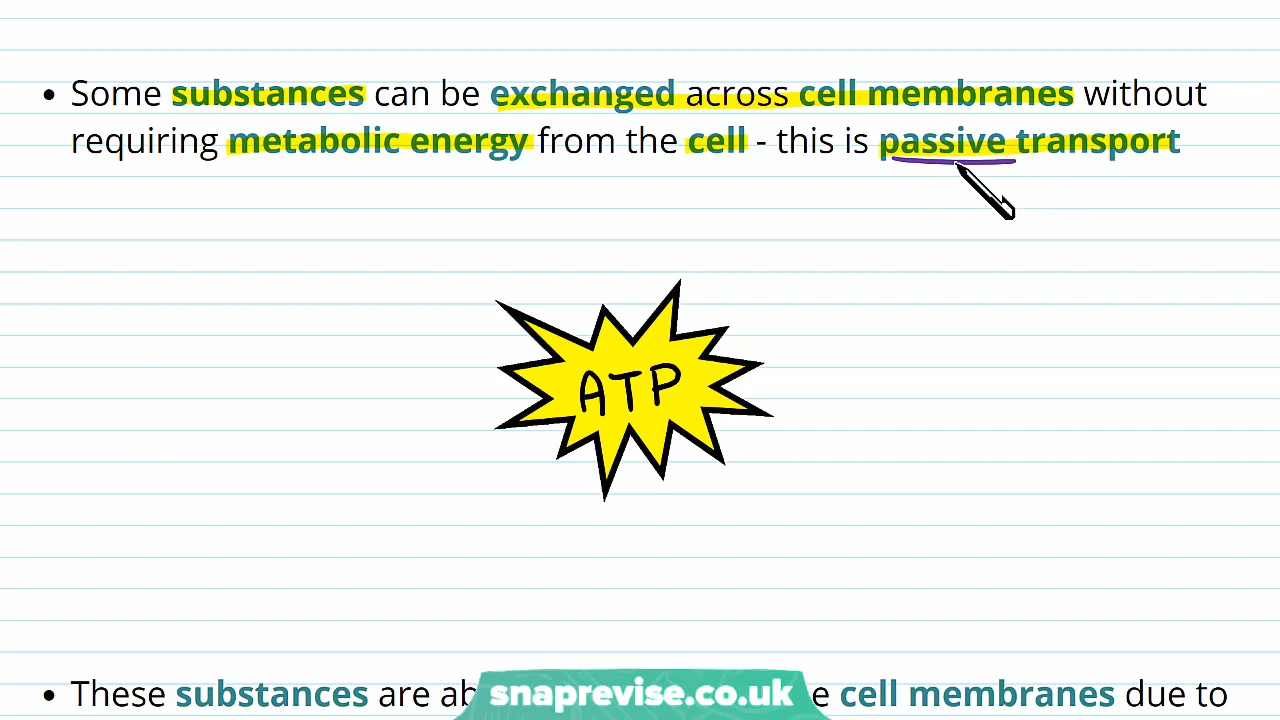 • Some substances can be exchanged across cell membranes without
requiring metabolic energy from the cell - this is passive transport
ATP
• These substances are cell membranes due to
snaprevise.co.uk